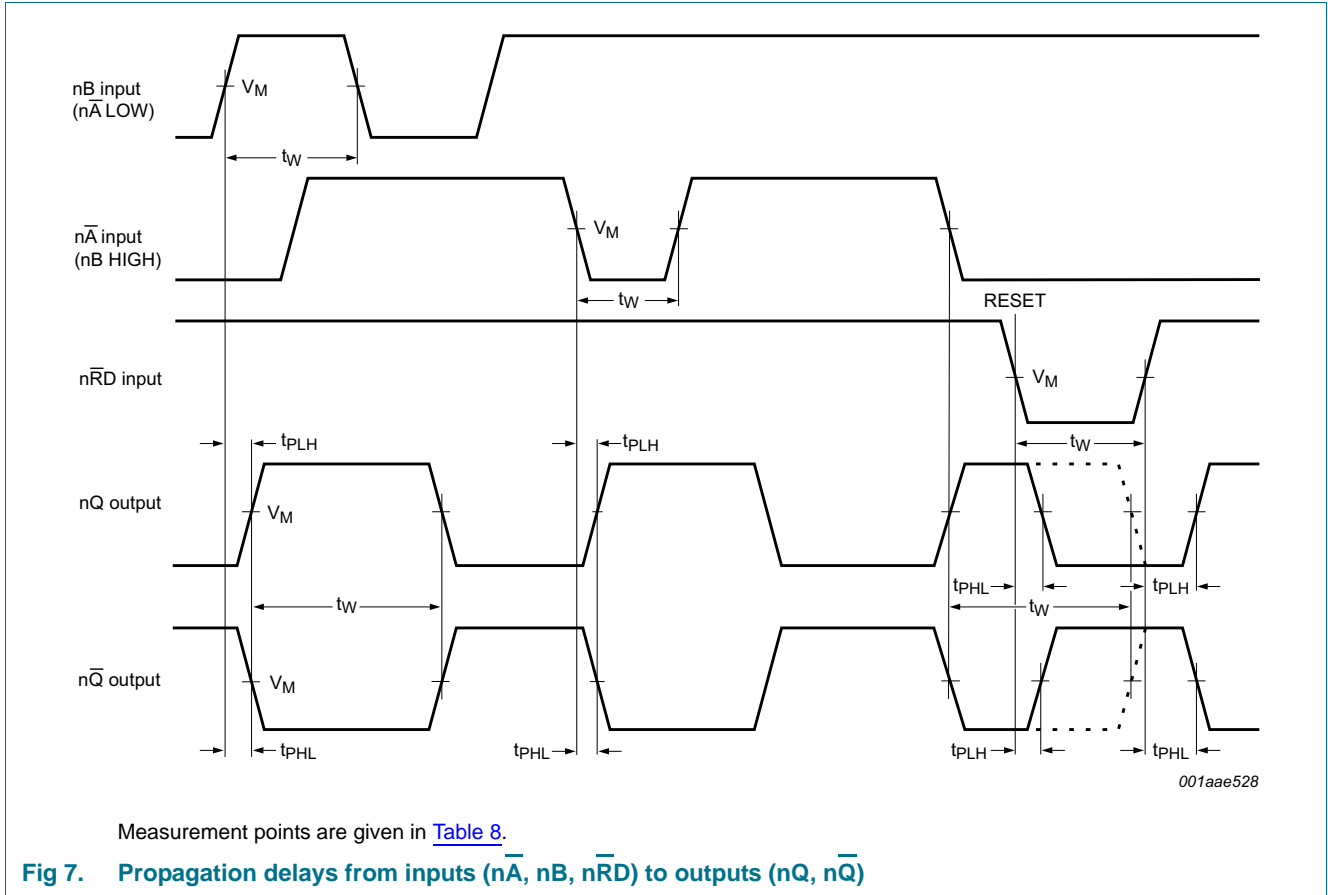 nB input
(nA̅ LOW)
VM
tW
nA̅ input
(nB HIGH)
VM
tW
RESET
nR̅D input
VM
tW
tPLH
tPLH
nQ output
VM
tPHL
tPLH
tW
tW
nQ̅ output
VM
tPHL
tPHL
tPLH
tPHL
001aae528
Measurement points are given in Table 8.
Fig 7. Propagation delays from inputs (nA̅, nB, nR̅D) to outputs (nQ, nQ̅)